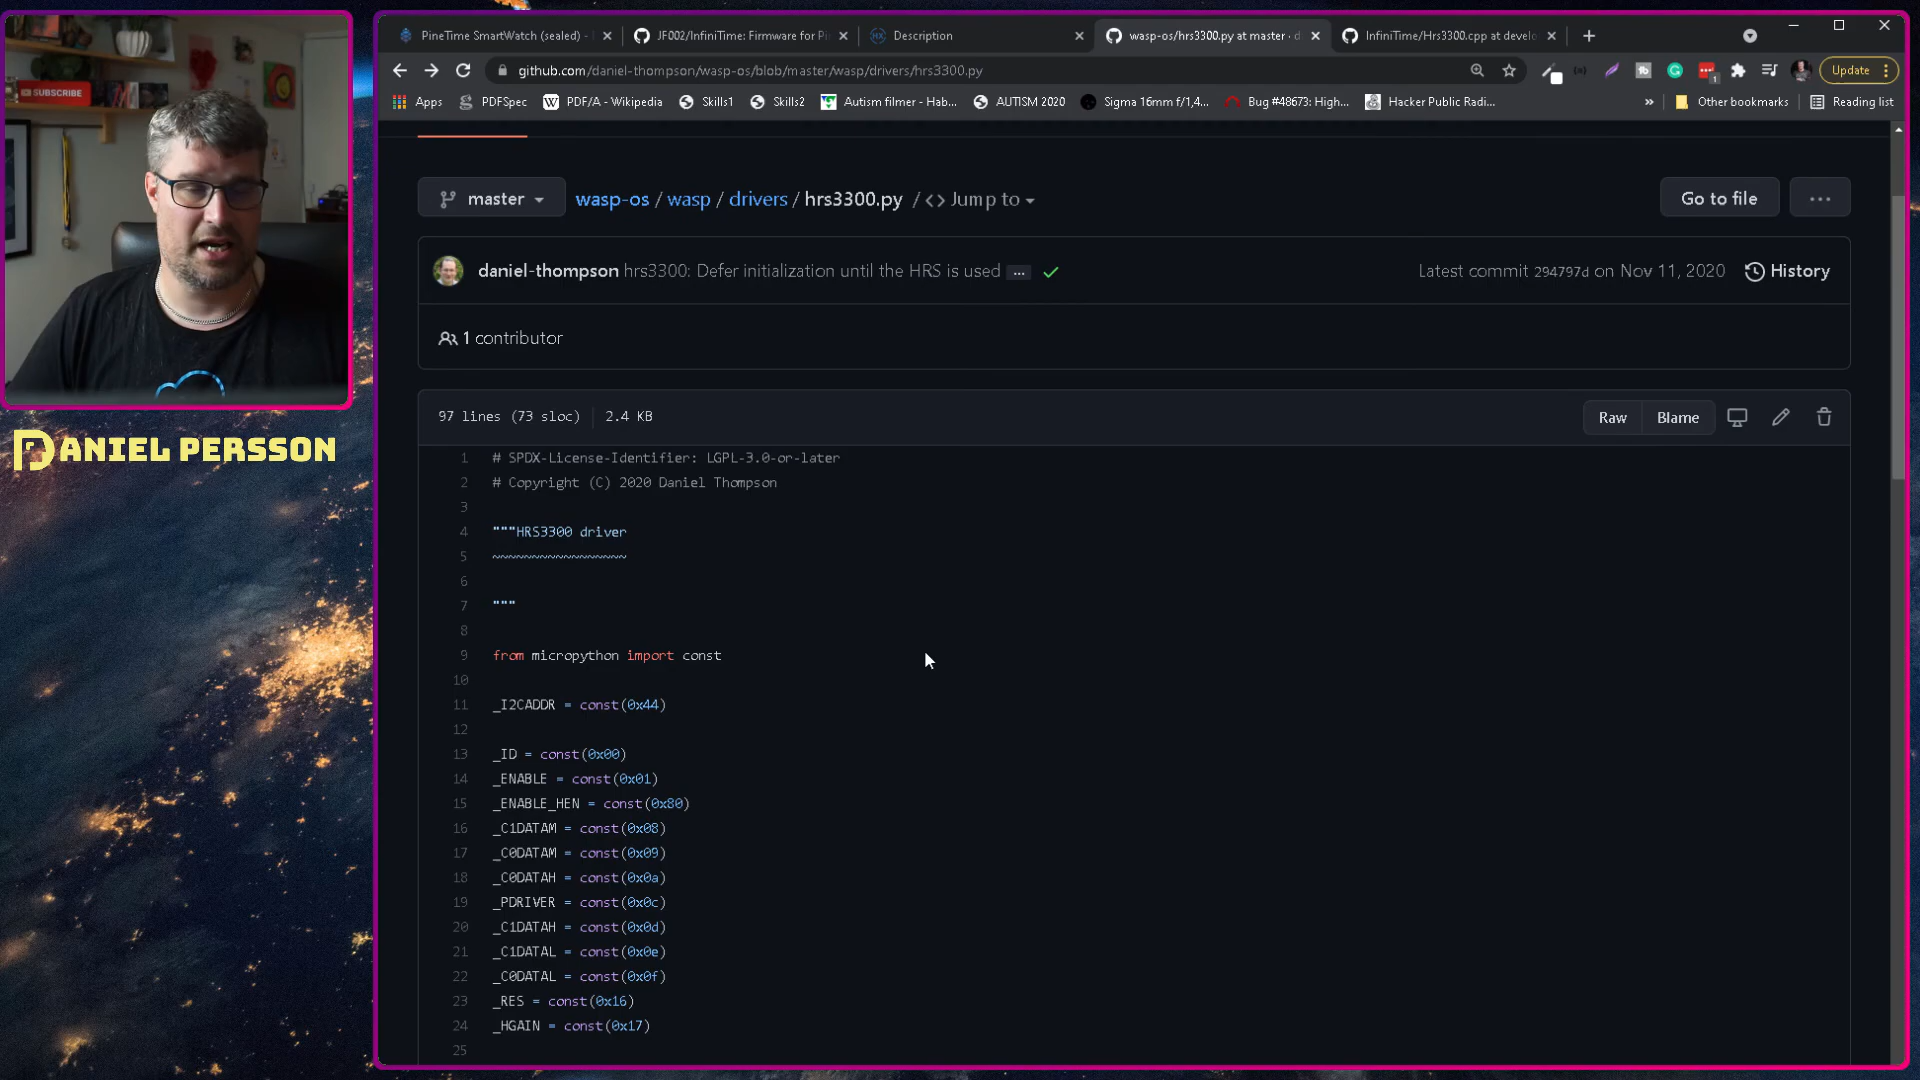 SUBSCRIBE
DANIEL PERSSON
PineTime SmartWatch (sealed) -
JF002/InfiniTime: Firmware for Pi
Description
wasp-os/hrs3300.py at master · d
InfiniTime/Hrs3300.cpp at develo
github.com/daniel-thompson/wasp-os/blob/master/wasp/drivers/hrs3300.py
Update
Apps
PDFSpec
PDF/A - Wikipedia
Skills1
Skills2
Autism filmer - Hab...
AUTISM 2020
Sigma 16mm f/1,4...
Bug #48673: High...
Hacker Public Radi...
»
Other bookmarks
Reading list
master
wasp-os / wasp / drivers / hrs3300.py / <> Jump to
Go to file
...
daniel-thompson hrs3300: Defer initialization until the HRS is used ...
Latest commit 294797d on Nov 11, 2020
History
1 contributor
97 lines (73 sloc) 2.4 KB
Raw
Blame
1 # SPDX-License-Identifier: LGPL-3.0-or-later
2 # Copyright (C) 2020 Daniel Thompson
3
4 """HRS3300 driver
5 ~~~~~~~~~~~~~~~~~
6
7 """
8
9 from micropython import const
10
11 _I2CADDR = const(0x44)
12
13 _ID = const(0x00)
14 _ENABLE = const(0x01)
15 _ENABLE_HEN = const(0x80)
16 _C1DATAM = const(0x08)
17 _C0DATAM = const(0x09)
18 _C0DATAH = const(0x0a)
19 _PDRIVER = const(0x0c)
20 _C1DATAH = const(0x0d)
21 _C1DATAL = const(0x0e)
22 _C0DATAL = const(0x0f)
23 _RES = const(0x16)
24 _HGAIN = const(0x17)
25